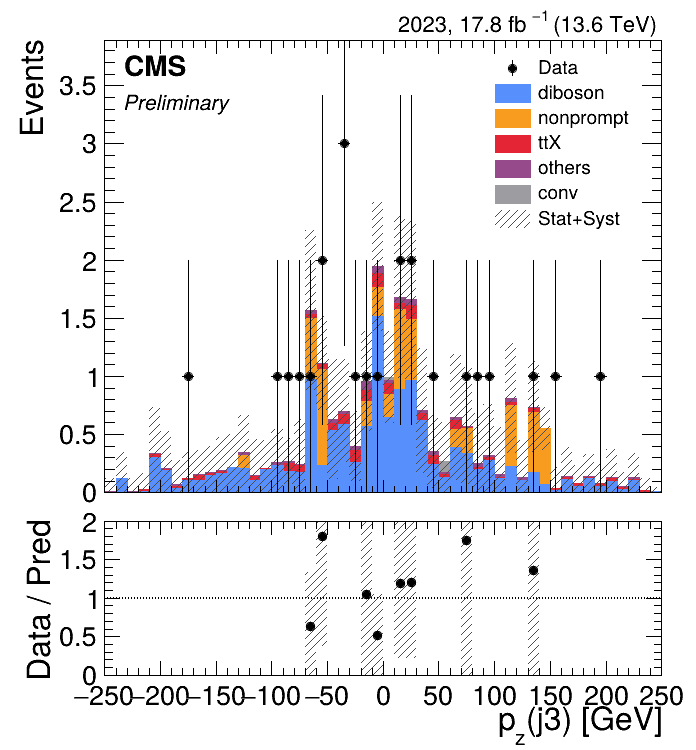 2023, 17.8 fb⁻¹ (13.6 TeV)
CMS
Preliminary
Events
3.5
3
2.5
2
1.5
1
0.5
0
Data
diboson
nonprompt
ttX
others
conv
Stat+Syst
Data / Pred
2
1.5
1
0.5
0
−250 −200 −150 −100 −50 0 50 100 150 200 250
p_z(j3) [GeV]